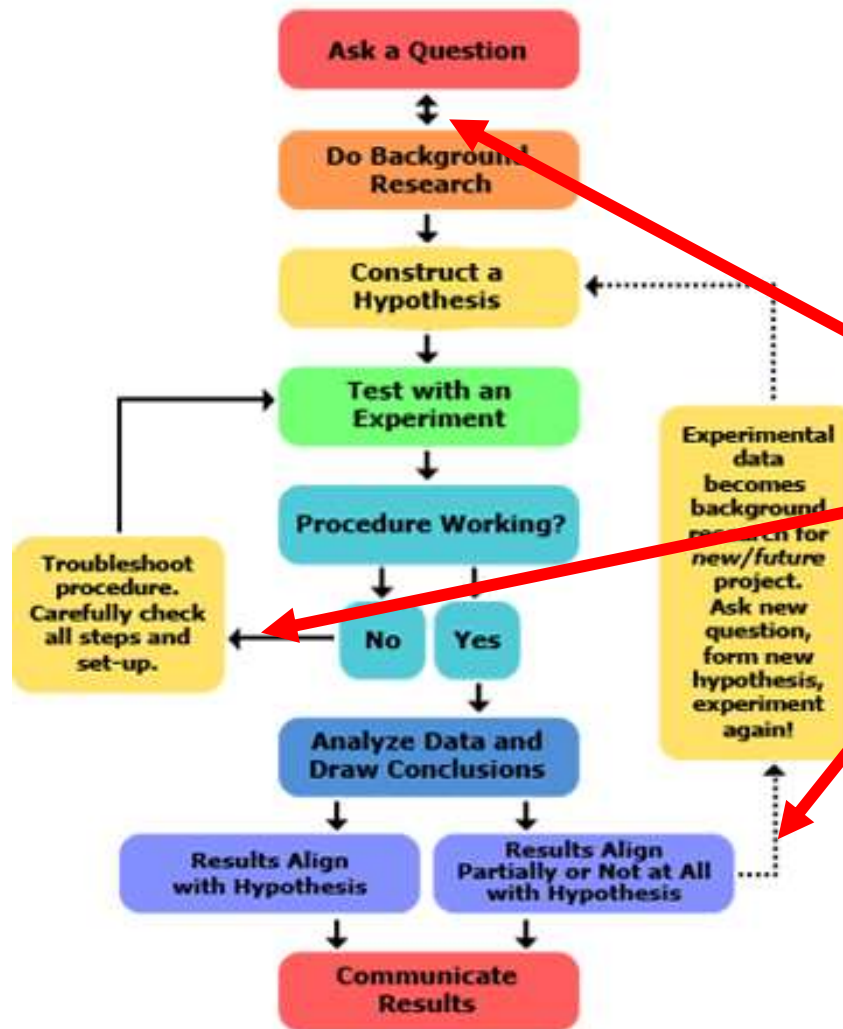 Ask a Question
Do Background
Research
Construct a
Hypothesis
Test with an
Experiment
Procedure Working?
No
Yes
Troubleshoot
procedure.
Carefully check
all steps and
set-up.
Analyze Data and
Draw Conclusions
Results Align
with Hypothesis
Results Align
Partially or Not at All
with Hypothesis
Experimental
data
becomes
background
research for
new/future
project.
Ask new
question,
form new
hypothesis,
experiment
again!
Communicate
Results